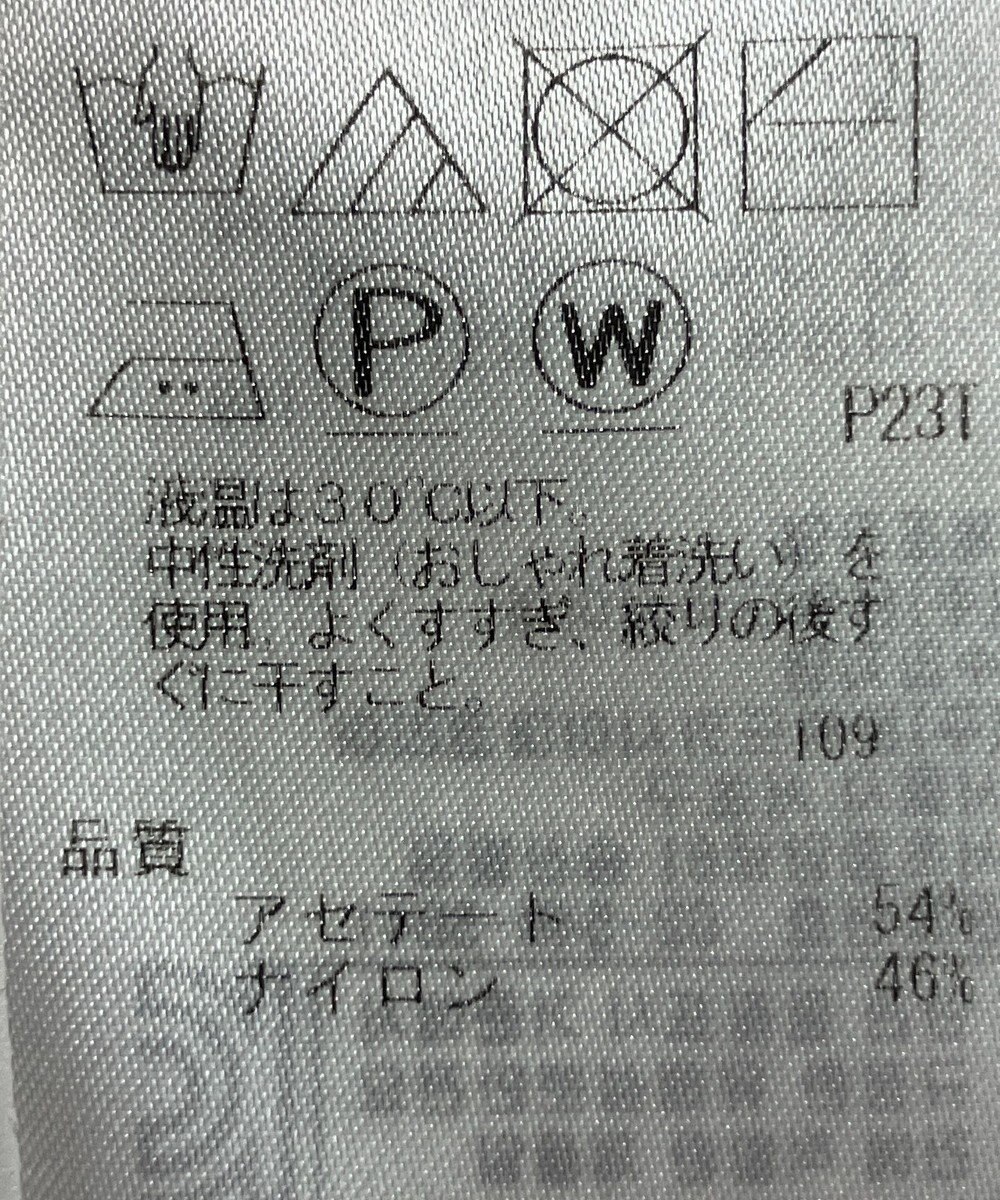 P
W
P23T
液温は30℃以下。
中性洗剤（おしゃれ着洗い）を
使用。よくすすぎ、絞りの後す
ぐに干すこと。
109
品質
アセテート 54%
ナイロン 46%